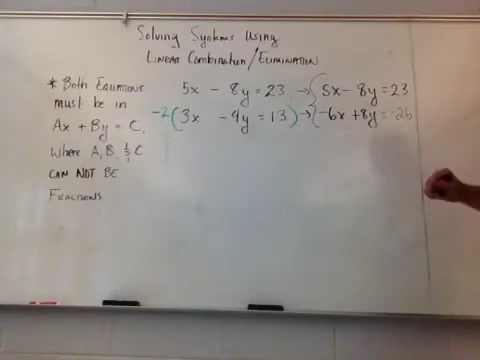 Solving Systems Using
Linear Combination/Elimination
* Both Equations
must be in
Ax + By = C,
where A, B, & C
CAN NOT BE
Fractions
5x - 8y = 23 → { 5x - 8y = 23
-2(3x - 4y = 13) → { -6x + 8y = -26